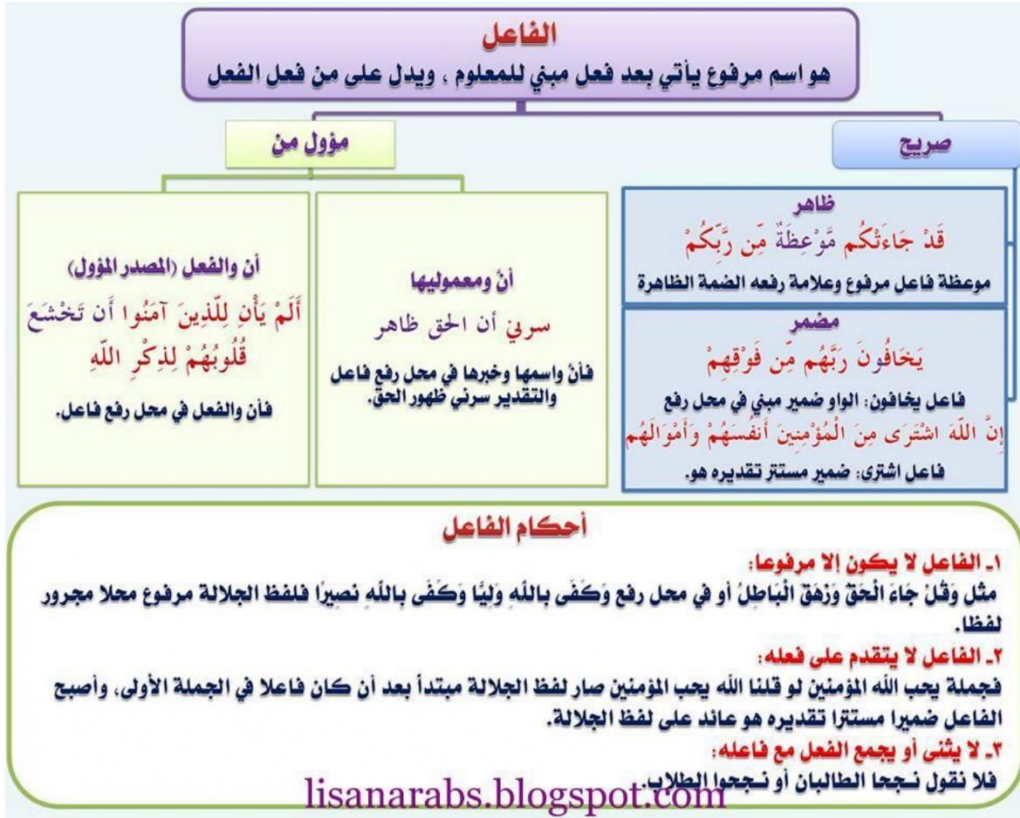 الفاعل
هو اسم مرفوع يأتي بعد فعل مبني للمعلوم ، ويدل على من فعل الفعل
صريح
ظاهر
قَدْ جَاءَتْكُم مَّوْعِظَةٌ مِّن رَّبِّكُمْ
موعظة فاعل مرفوع وعلامة رفعه الضمة الظاهرة
مضمر
يَخَافُونَ رَبَّهُم مِّن فَوْقِهِمْ
فاعل يخافون: الواو ضمير مبني في محل رفع
إِنَّ اللّهَ اشْتَرَى مِنَ الْمُؤْمِنِينَ أَنفُسَهُمْ وَأَمْوَالَهُم
فاعل اشترى: ضمير مستتر تقديره هو.
مؤول من
أنّ ومعموليها
سرني أن الحق ظاهر
فأنّ واسمها وخبرها في محل رفع فاعل
والتقدير سرني ظهور الحق.
أن والفعل (المصدر المؤول)
أَلَمْ يَأْنِ لِلَّذِينَ آمَنُوا أَن تَخْشَعَ
قُلُوبُهُمْ لِذِكْرِ اللَّهِ
فأن والفعل في محل رفع فاعل.
أحكام الفاعل
١ـ الفاعل لا يكون إلا مرفوعا:
مثل وَقُلْ جَاءَ الْحَقُّ وَزَهَقَ الْبَاطِلُ أو في محل رفع وَكَفَى بِاللّهِ وَلِيًّا وَكَفَى بِاللّهِ نَصِيرًا فلفظ الجلالة مرفوع محلا مجرور
لفظا.
٢ـ الفاعل لا يتقدم على فعله:
فجملة يحب الله المؤمنين لو قلنا الله يحب المؤمنين صار لفظ الجلالة مبتدأ بعد أن كان فاعلا في الجملة الأولى، وأصبح
الفاعل ضميرا مستترا تقديره هو عائد على لفظ الجلالة.
٣ـ لا يثنى أو يجمع الفعل مع فاعله:
فلا نقول نجحا الطالبان أو نجحوا الطلاب.
lisanarabs.blogspot.com